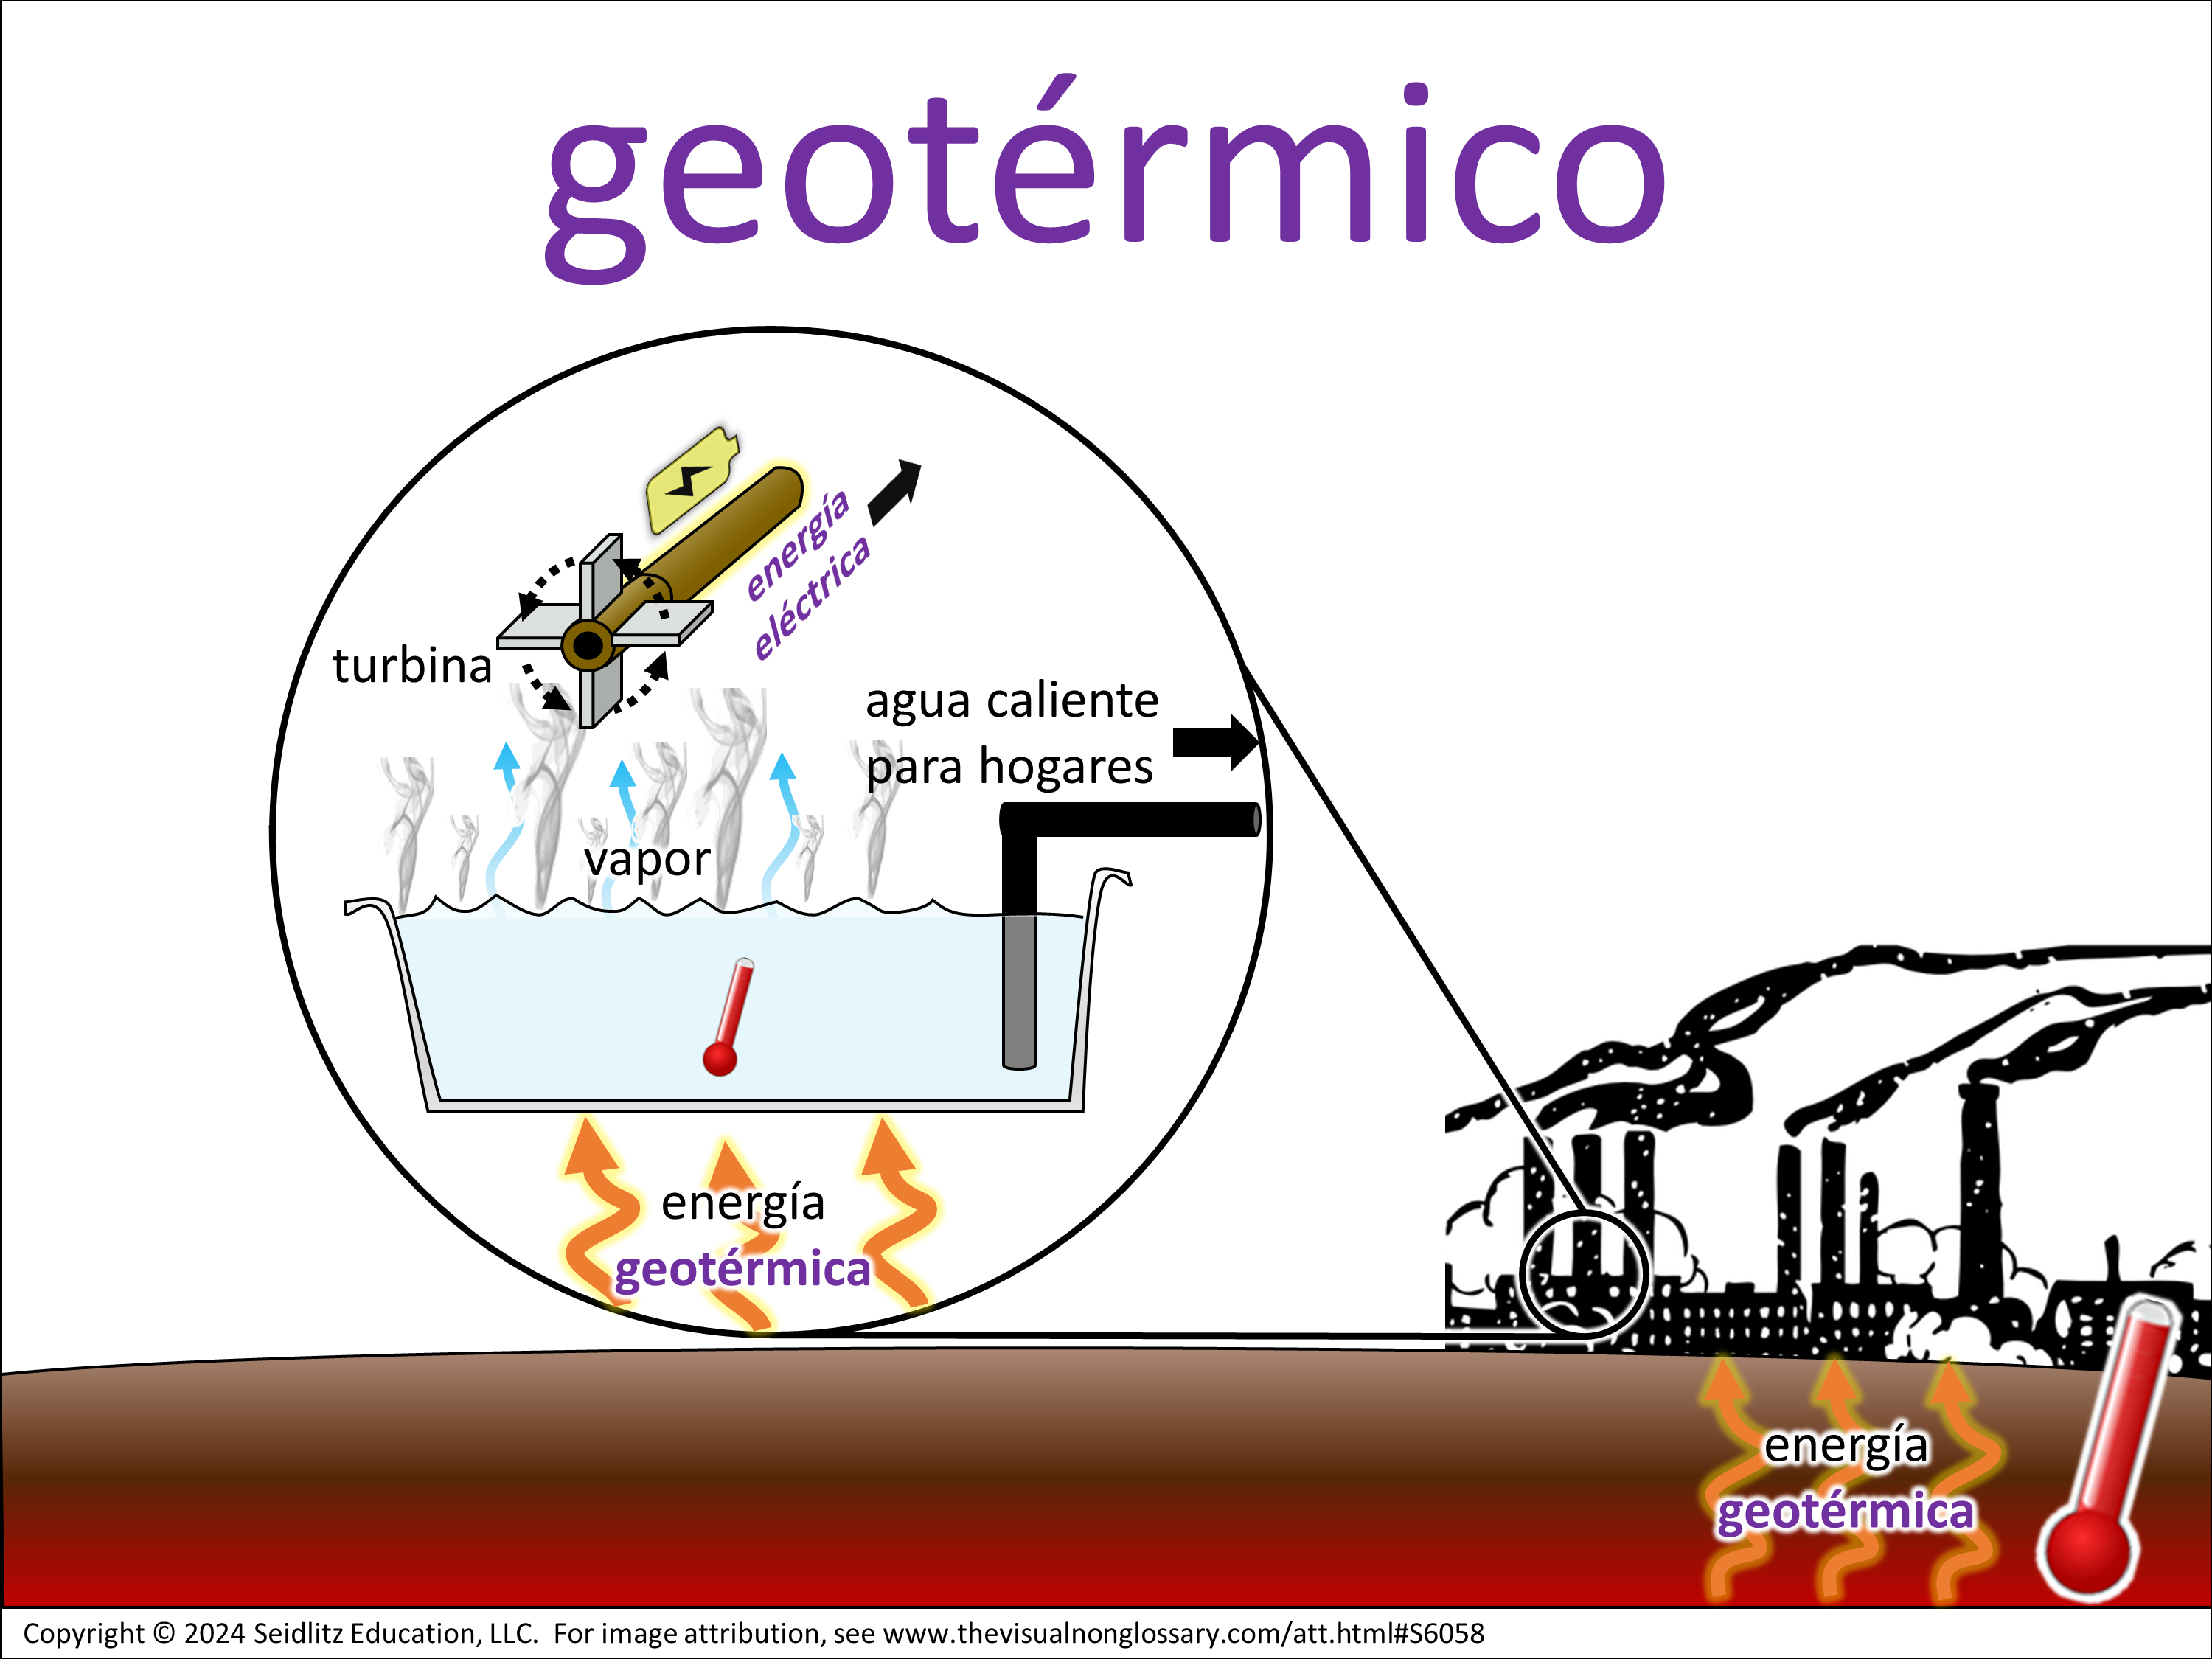 geotérmico
energía
eléctrica
turbina
agua caliente
para hogares
vapor
energía
geotérmica
energía
geotérmica
Copyright © 2024 Seidlitz Education, LLC.  For image attribution, see www.thevisualnonglossary.com/att.html#S6058